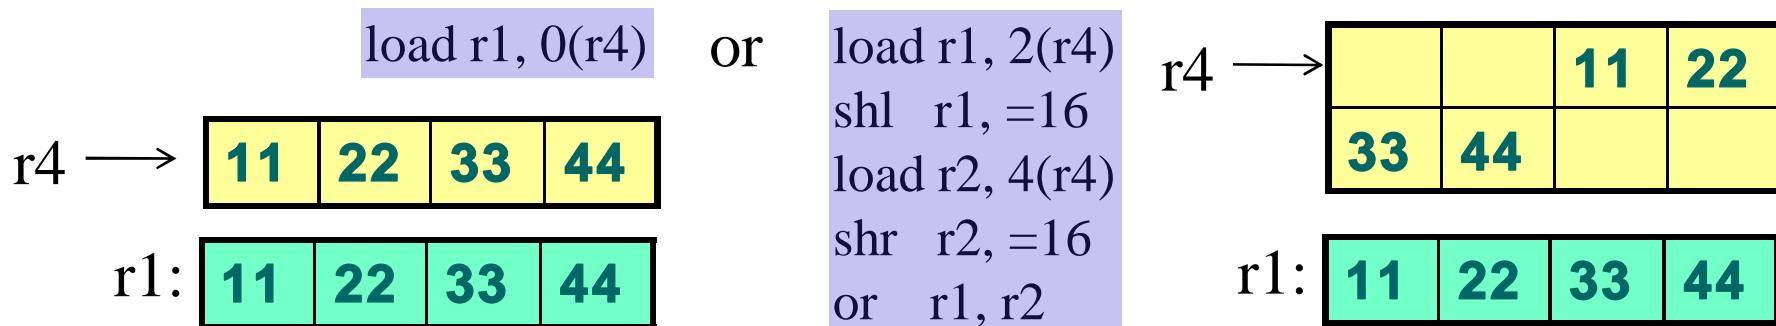 load r1, 0(r4)
or
r4
11 22 33 44
r1:
11 22 33 44
load r1, 2(r4)
shl r1, =16
load r2, 4(r4)
shr r2, =16
or r1, r2
r4
11 22
33 44
r1:
11 22 33 44